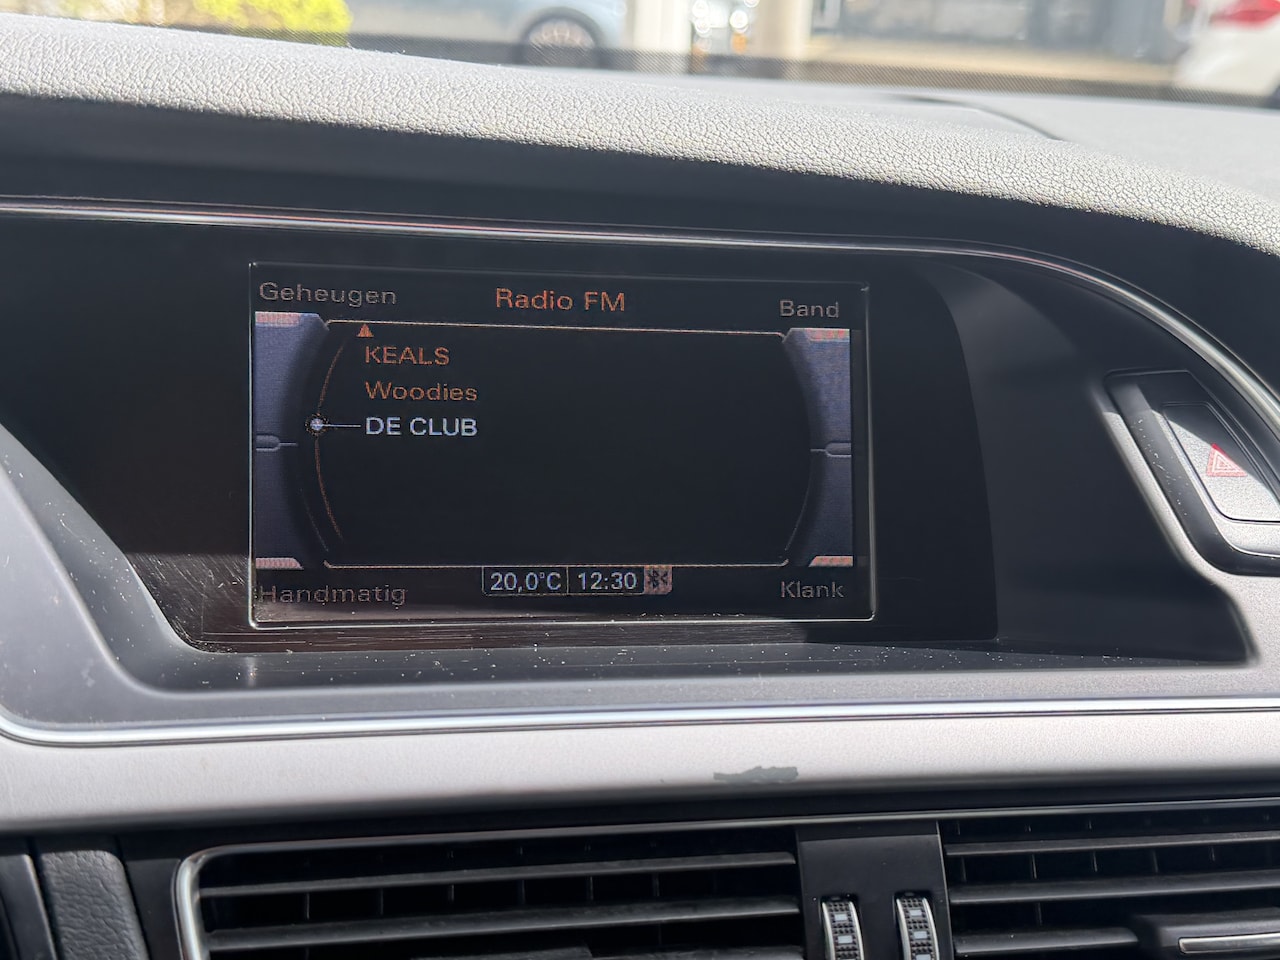 Geheugen
Radio FM
Band
KEALS
Woodies
DE CLUB
Handmatig
20,0°C
12:30
Klank